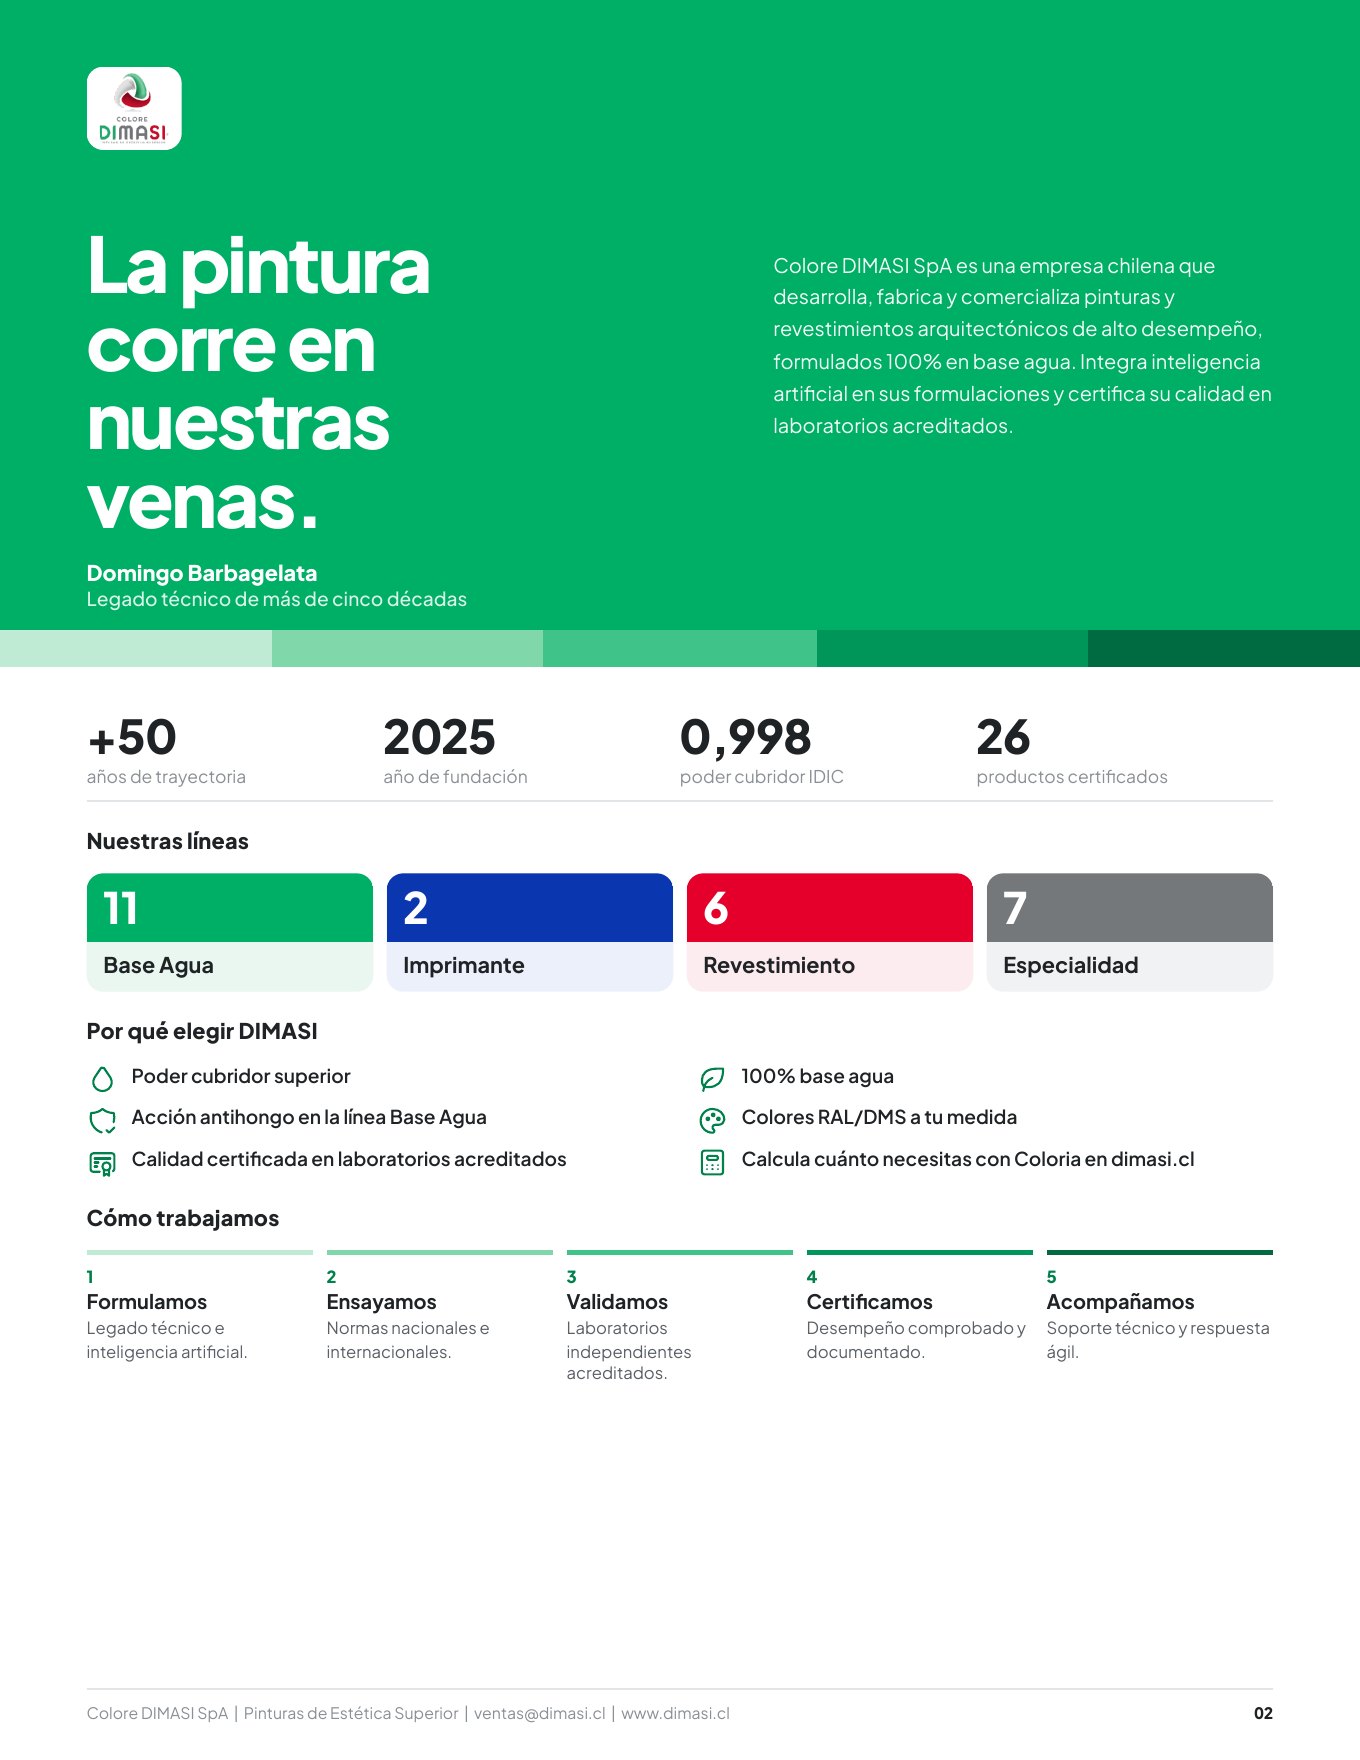 COLORE
DIMASI
La pintura
corre en
nuestras
venas.
Domingo Barbagelata
Legado técnico de más de cinco décadas
Colore DIMASI SpA es una empresa chilena que
desarrolla, fabrica y comercializa pinturas y
revestimientos arquitectónicos de alto desempeño,
formulados 100% en base agua. Integra inteligencia
artificial en sus formulaciones y certifica su calidad en
laboratorios acreditados.
+50
años de trayectoria
2025
año de fundación
0,998
poder cubridor IDIC
26
productos certificados
Nuestras líneas
11
Base Agua
2
Imprimante
6
Revestimiento
7
Especialidad
Por qué elegir DIMASI
Poder cubridor superior
100% base agua
Acción antihongo en la línea Base Agua
Colores RAL/DMS a tu medida
Calidad certificada en laboratorios acreditados
Calcula cuánto necesitas con Coloria en dimasi.cl
Cómo trabajamos
1
Formulamos
Legado técnico e
inteligencia artificial.
2
Ensayamos
Normas nacionales e
internacionales.
3
Validamos
Laboratorios
independientes
acreditados.
4
Certificamos
Desempeño comprobado y
documentado.
5
Acompañamos
Soporte técnico y respuesta
ágil.
Colore DIMASI SpA | Pinturas de Estética Superior | ventas@dimasi.cl | www.dimasi.cl
02